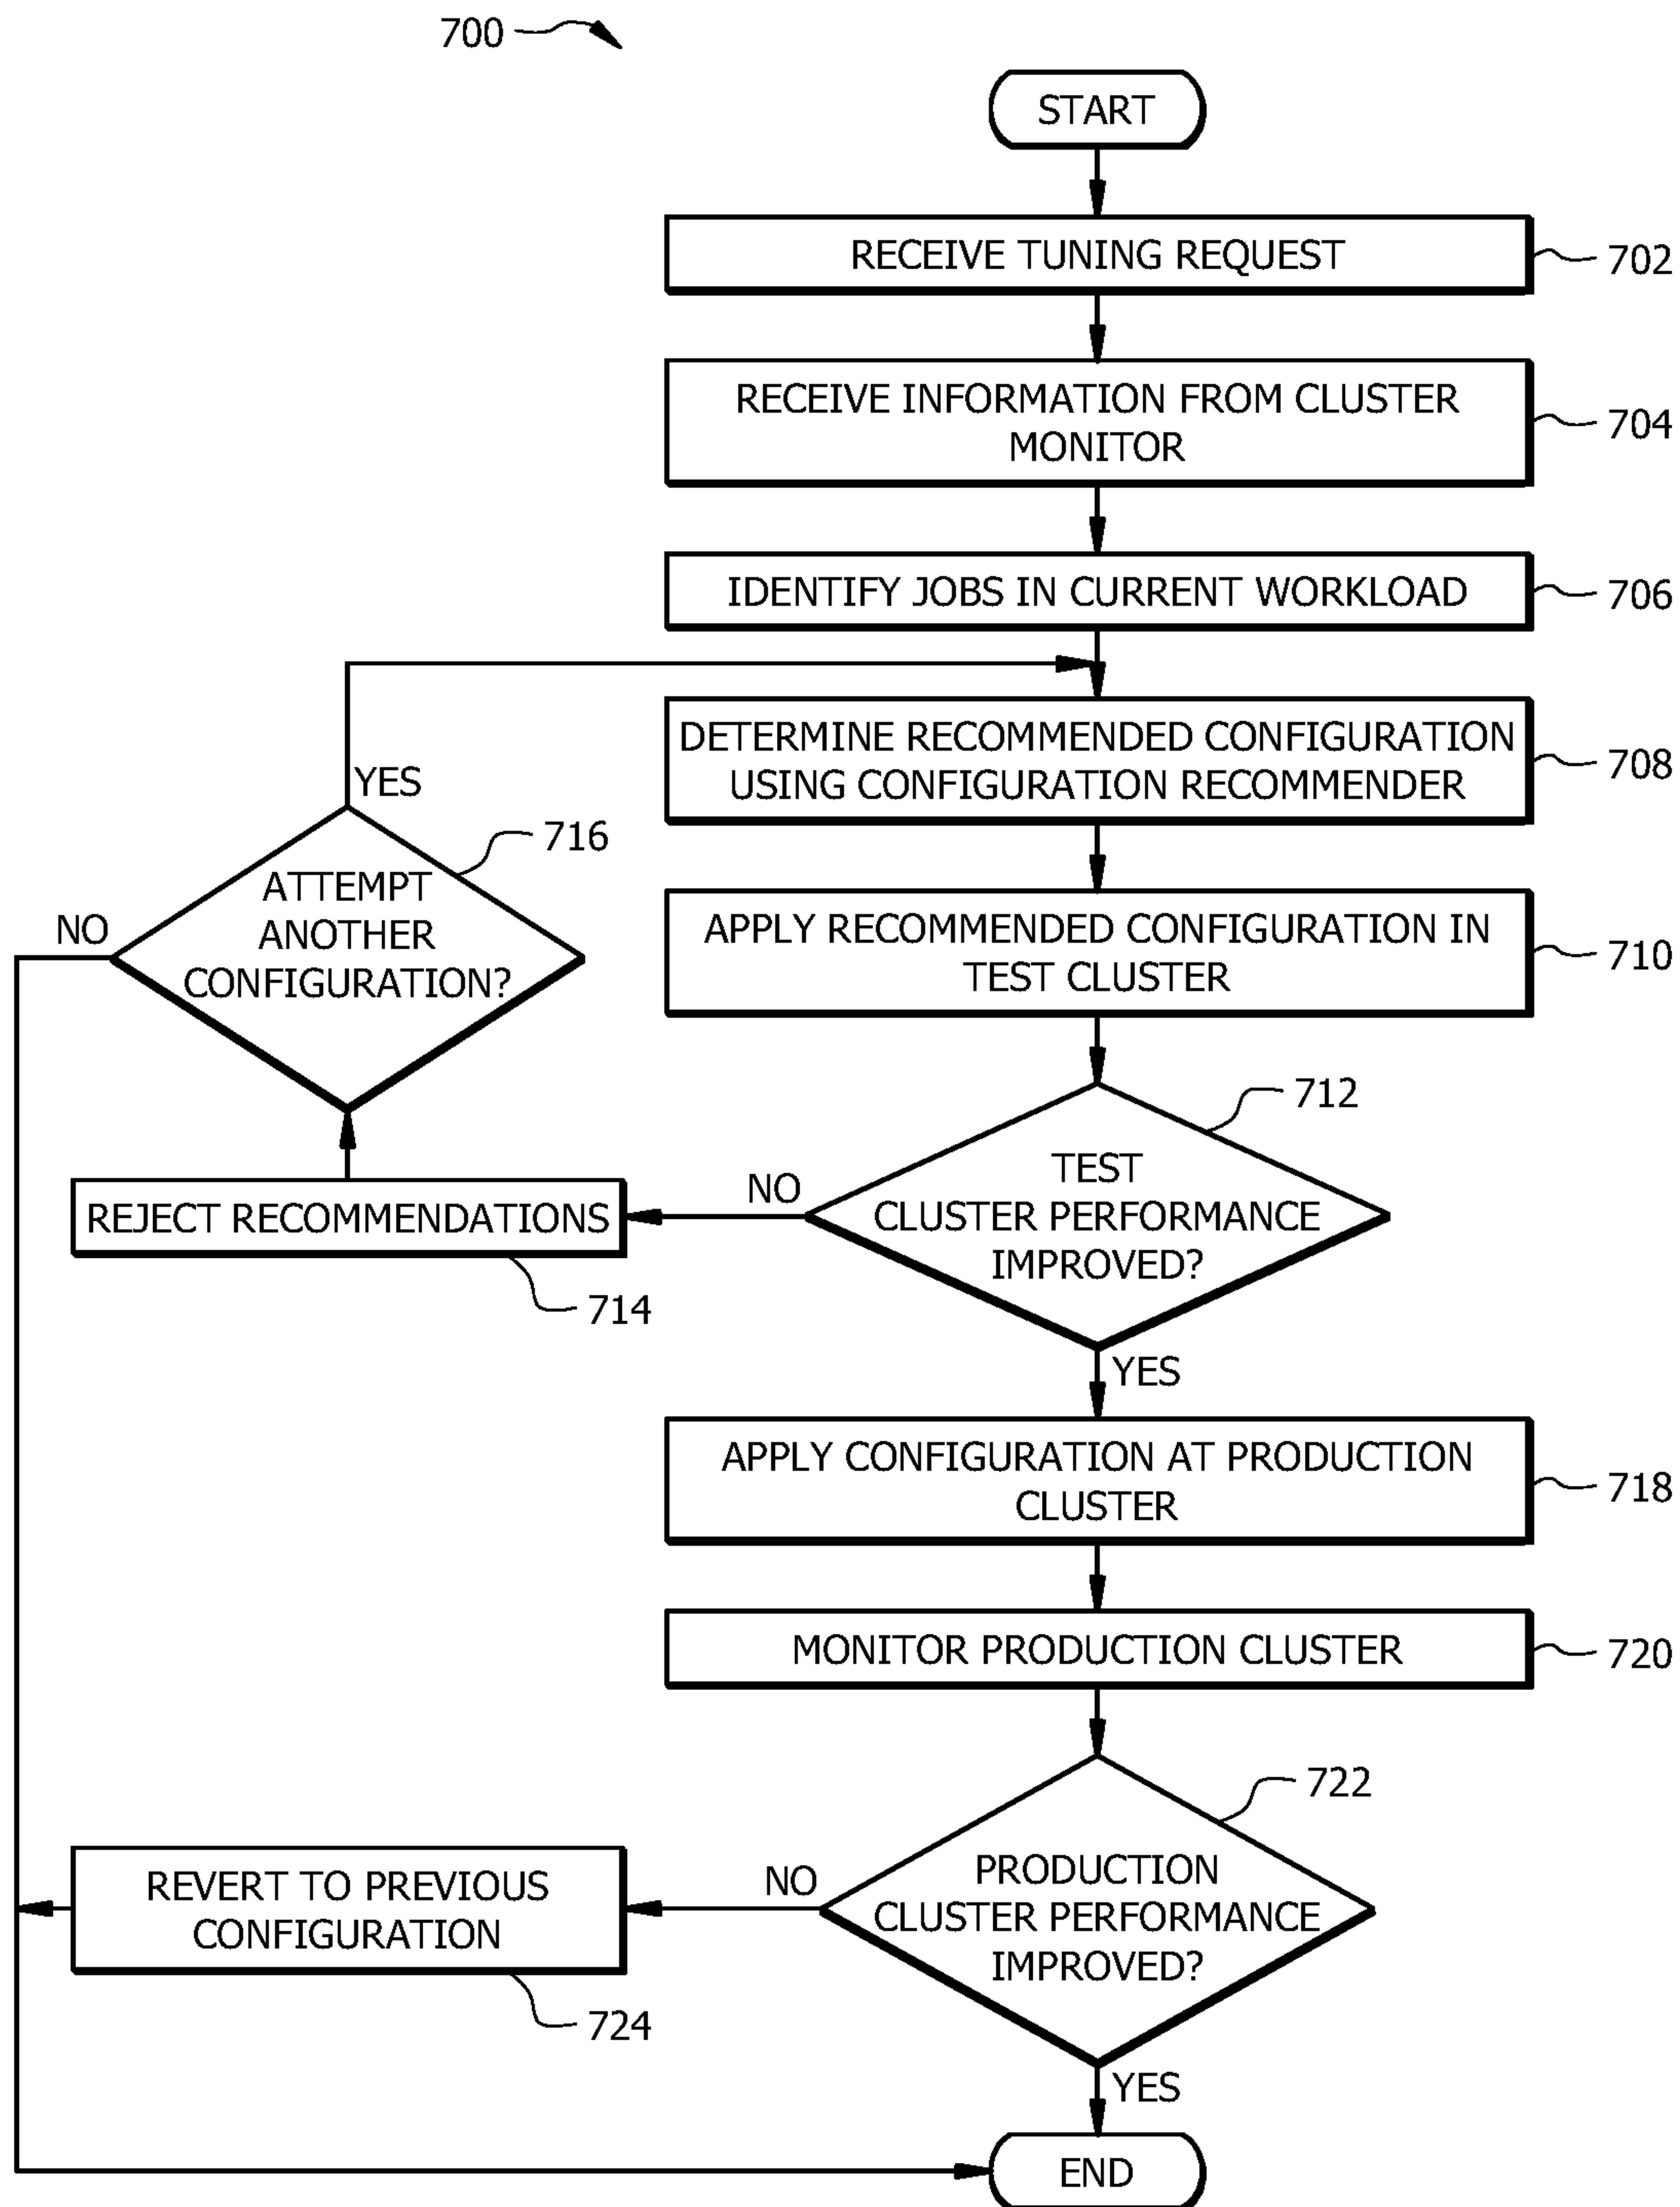 700
START
RECEIVE TUNING REQUEST
702
RECEIVE INFORMATION FROM CLUSTER
MONITOR
704
IDENTIFY JOBS IN CURRENT WORKLOAD
706
DETERMINE RECOMMENDED CONFIGURATION
USING CONFIGURATION RECOMMENDER
708
YES
716
ATTEMPT
ANOTHER
CONFIGURATION?
NO
APPLY RECOMMENDED CONFIGURATION IN
TEST CLUSTER
710
712
TEST
CLUSTER PERFORMANCE
IMPROVED?
NO
REJECT RECOMMENDATIONS
714
YES
APPLY CONFIGURATION AT PRODUCTION
CLUSTER
718
MONITOR PRODUCTION CLUSTER
720
722
PRODUCTION
CLUSTER PERFORMANCE
IMPROVED?
NO
REVERT TO PREVIOUS
CONFIGURATION
724
YES
END